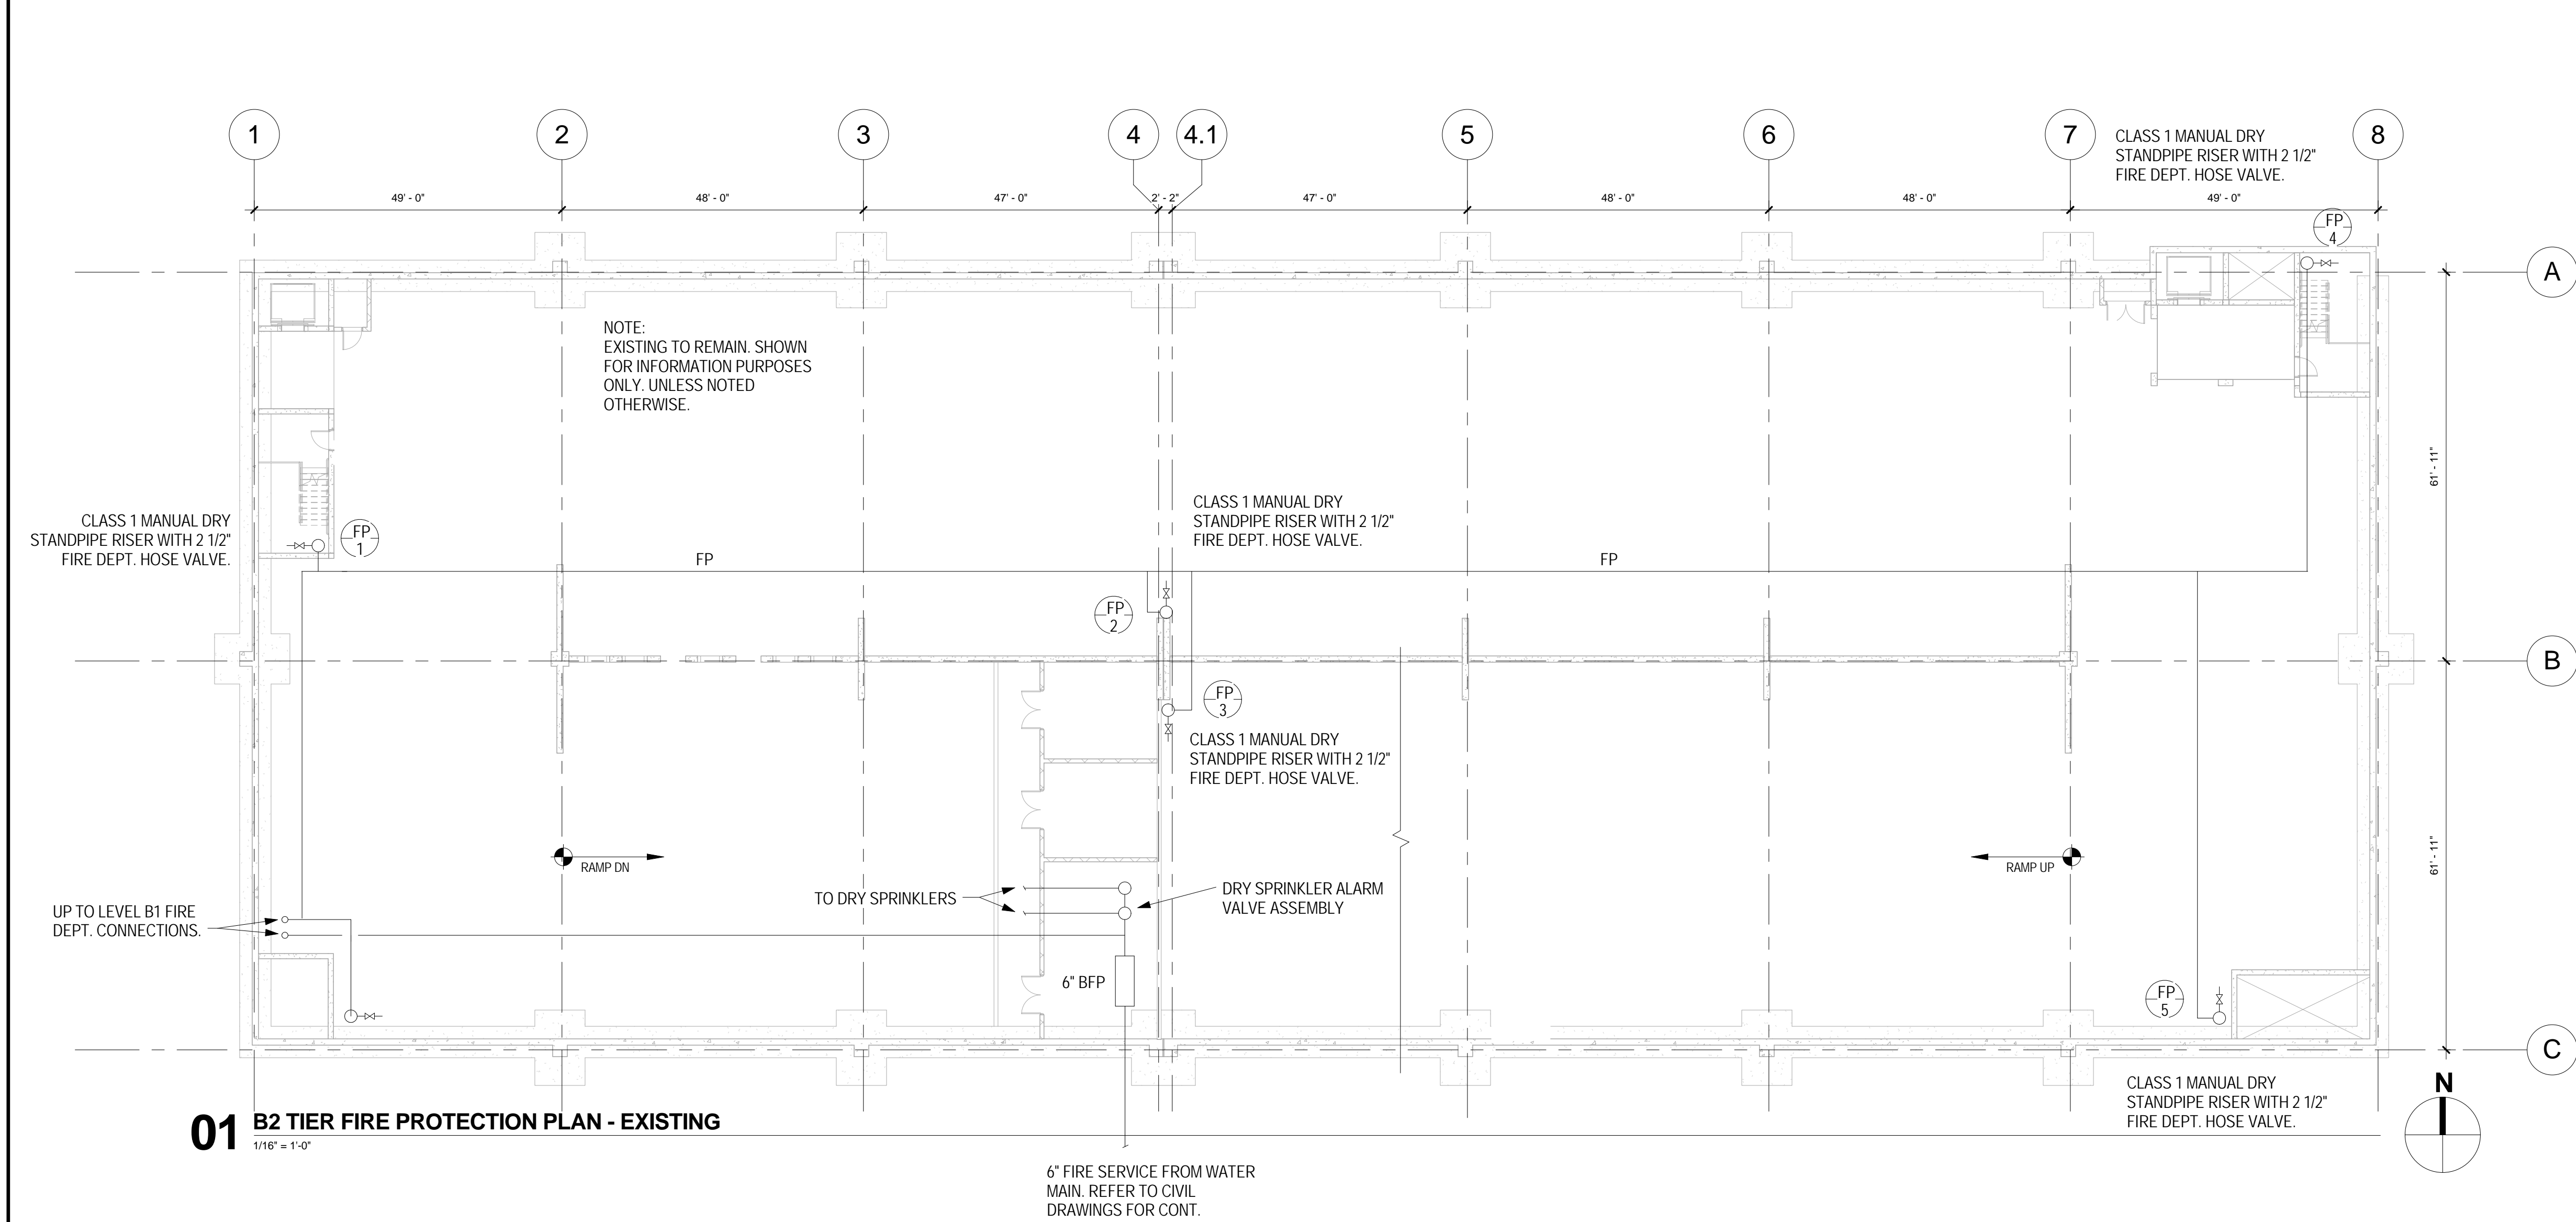 1
2
3
4
4.1
5
6
7
8
CLASS 1 MANUAL DRY
STANDPIPE RISER WITH 2 1/2"
FIRE DEPT. HOSE VALVE.
49' - 0"
48' - 0"
47' - 0"
2' - 2"
47' - 0"
48' - 0"
48' - 0"
49' - 0"
FP
4
A
NOTE:
EXISTING TO REMAIN. SHOWN
FOR INFORMATION PURPOSES
ONLY. UNLESS NOTED
OTHERWISE.
61' - 11"
CLASS 1 MANUAL DRY
STANDPIPE RISER WITH 2 1/2"
FIRE DEPT. HOSE VALVE.
FP
1
CLASS 1 MANUAL DRY
STANDPIPE RISER WITH 2 1/2"
FIRE DEPT. HOSE VALVE.
FP
FP
FP
2
B
FP
3
CLASS 1 MANUAL DRY
STANDPIPE RISER WITH 2 1/2"
FIRE DEPT. HOSE VALVE.
RAMP DN
RAMP UP
61' - 11"
TO DRY SPRINKLERS
DRY SPRINKLER ALARM
VALVE ASSEMBLY
UP TO LEVEL B1 FIRE
DEPT. CONNECTIONS.
6" BFP
FP
5
C
CLASS 1 MANUAL DRY
STANDPIPE RISER WITH 2 1/2"
FIRE DEPT. HOSE VALVE.
N
01
B2 TIER FIRE PROTECTION PLAN - EXISTING
1/16" = 1'-0"
6" FIRE SERVICE FROM WATER
MAIN. REFER TO CIVIL
DRAWINGS FOR CONT.